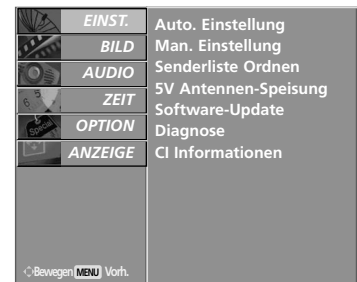 EINST.
BILD
AUDIO
ZEIT
OPTION
ANZEIGE
Auto. Einstellung
Man. Einstellung
Senderliste Ordnen
5V Antennen-Speisung
Software-Update
Diagnose
CI Informationen
Bewegen MENU Vorh.